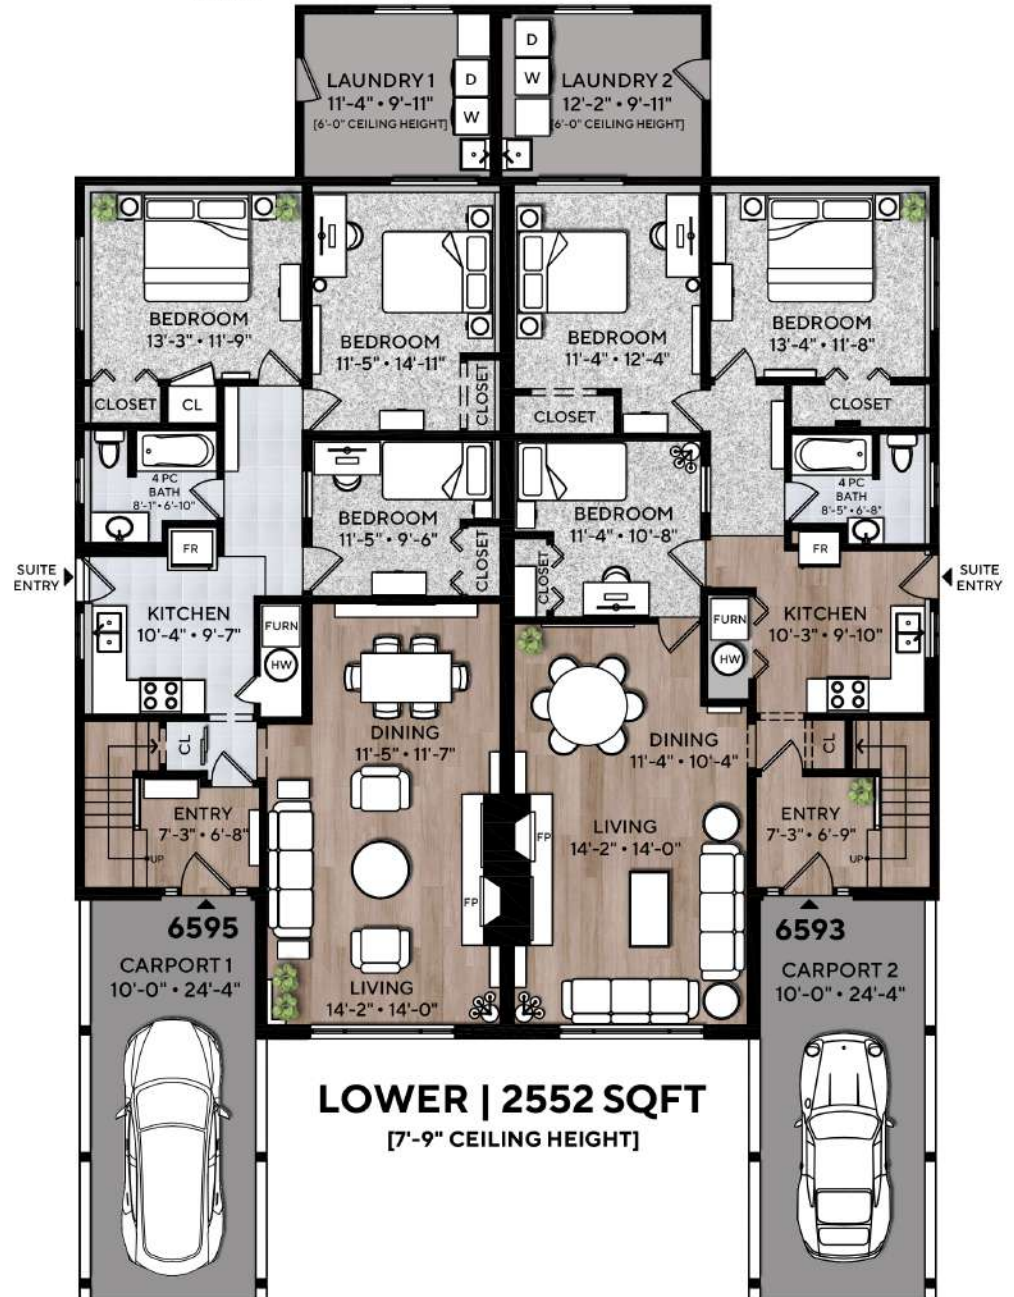 D
LAUNDRY 1
11'-4" • 9'-11"
[6'-0" CEILING HEIGHT]
D
W
W
LAUNDRY 2
12'-2" • 9'-11"
[6'-0" CEILING HEIGHT]
BEDROOM
13'-3" • 11'-9"
BEDROOM
11'-5" • 14'-11"
BEDROOM
11'-4" • 12'-4"
BEDROOM
13'-4" • 11'-8"
CLOSET
CL
CLOSET
CLOSET
CLOSET
4 PC
BATH
8'-1" • 6'-10"
BEDROOM
11'-5" • 9'-6"
CLOSET
BEDROOM
11'-4" • 10'-8"
CLOSET
4 PC
BATH
8'-5" • 6'-8"
FR
FR
SUITE
ENTRY
SUITE
ENTRY
KITCHEN
10'-4" • 9'-7"
FURN
HW
FURN
HW
KITCHEN
10'-3" • 9'-10"
CL
DINING
11'-5" • 11'-7"
DINING
11'-4" • 10'-4"
CL
ENTRY
7'-3" • 6'-8"
UP
LIVING
14'-2" • 14'-0"
FP
FP
ENTRY
7'-3" • 6'-9"
UP
6595
6593
CARPORT 1
10'-0" • 24'-4"
LIVING
14'-2" • 14'-0"
CARPORT 2
10'-0" • 24'-4"
LOWER | 2552 SQFT
[7'-9" CEILING HEIGHT]